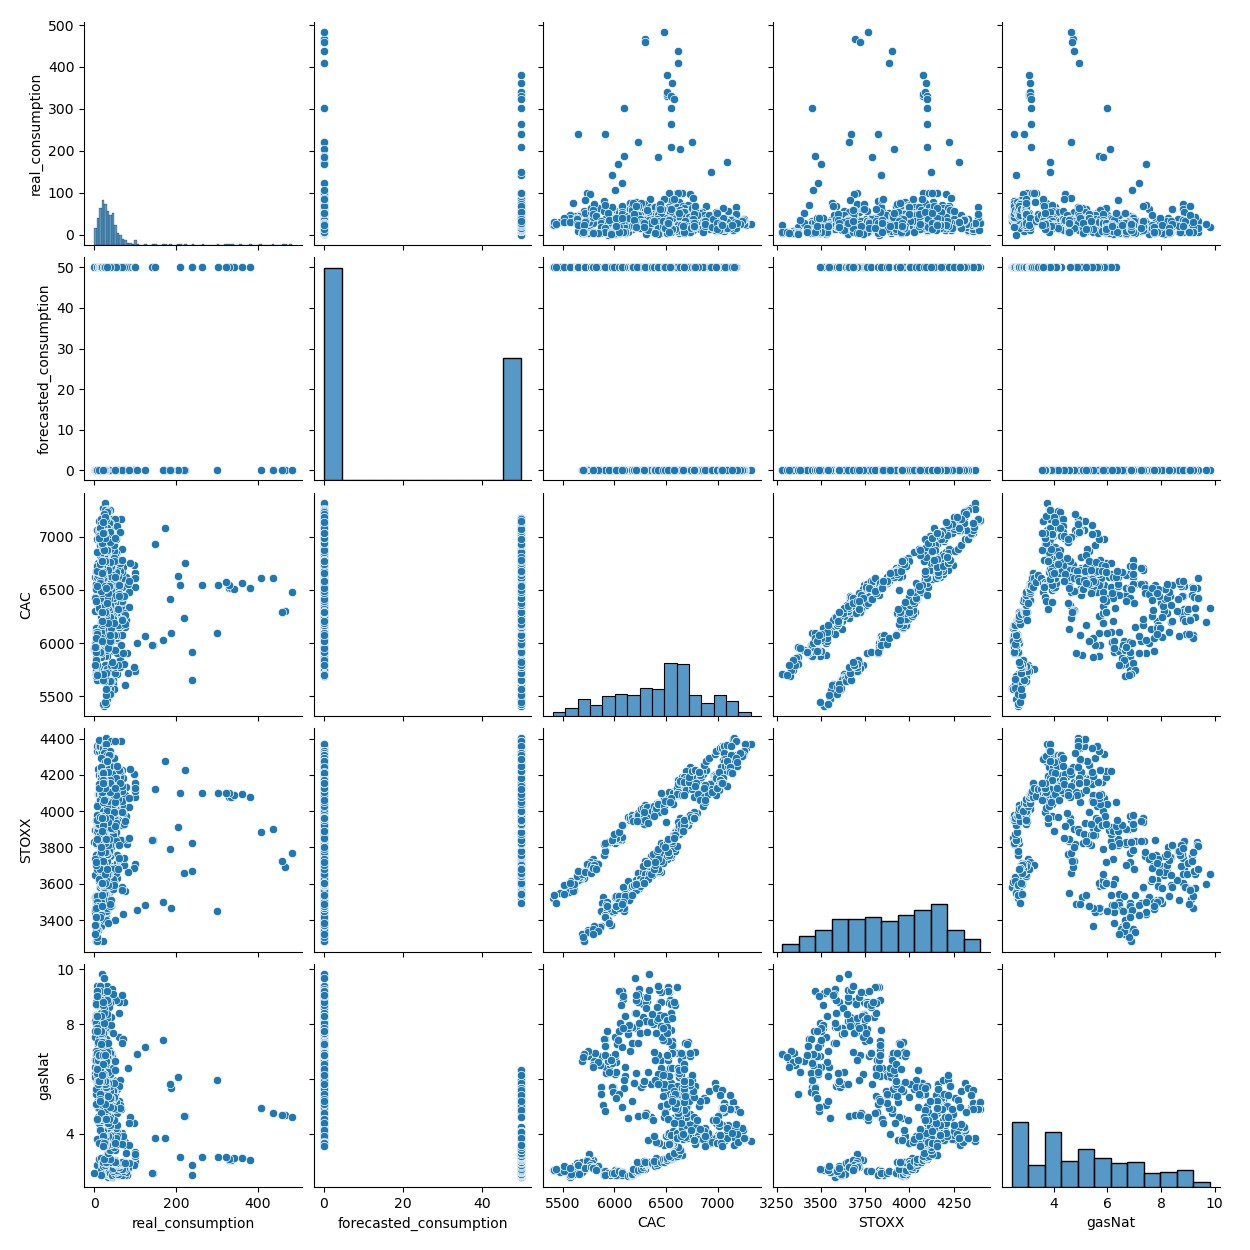 500
400
300
200
100
0
real_consumption
50
40
30
20
10
0
forecasted_consumption
7000
6500
6000
5500
CAC
4400
4200
4000
3800
3600
3400
STOXX
10
8
6
4
gasNat
0 200 400
0 20 40
5500 6000 6500 7000
3250 3500 3750 4000 4250
4 6 8 10
real_consumption forecasted_consumption CAC STOXX gasNat